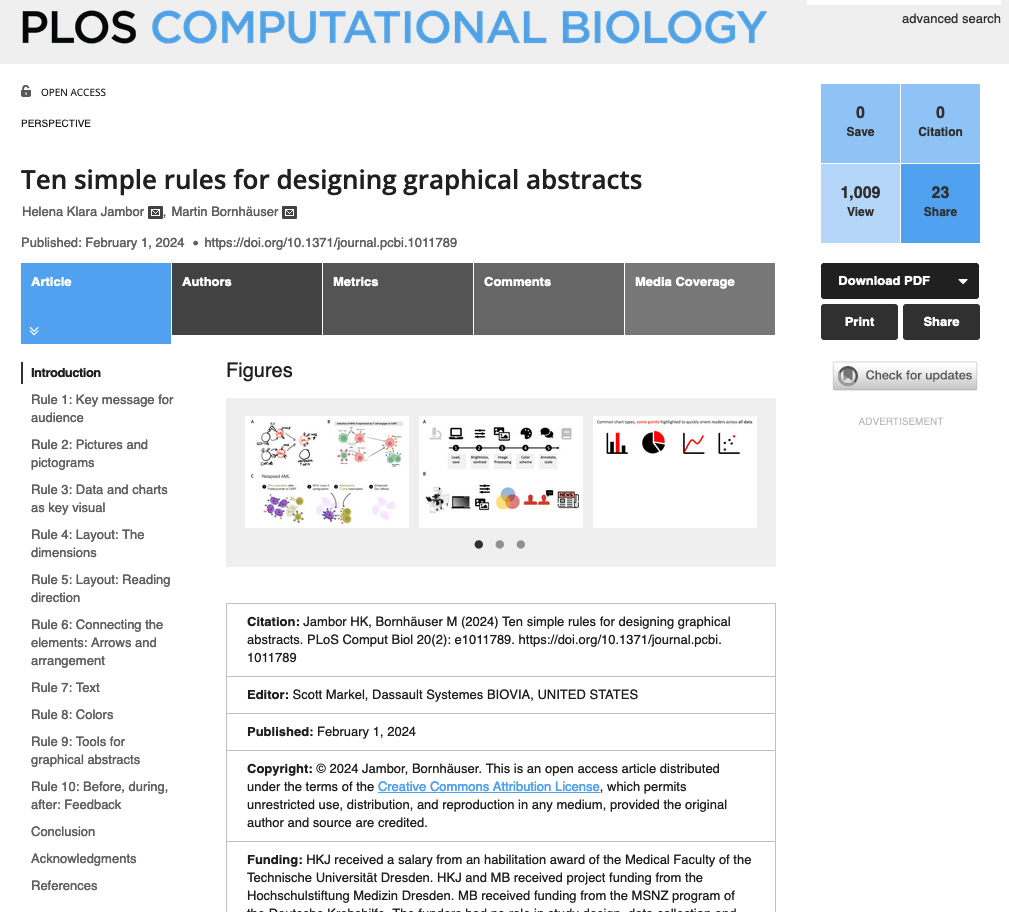 PLOS COMPUTATIONAL BIOLOGY
advanced search
OPEN ACCESS
PERSPECTIVE
Ten simple rules for designing graphical abstracts
Helena Klara Jambor , Martin Bornhäuser
Published: February 1, 2024 • https://doi.org/10.1371/journal.pcbi.1011789
0
Save
0
Citation
1,009
View
23
Share
Article
Authors
Metrics
Comments
Media Coverage
Download PDF
Print
Share
Check for updates
ADVERTISEMENT
Introduction
Rule 1: Key message for
audience
Rule 2: Pictures and
pictograms
Rule 3: Data and charts
as key visual
Rule 4: Layout: The
dimensions
Rule 5: Layout: Reading
direction
Rule 6: Connecting the
elements: Arrows and
arrangement
Rule 7: Text
Rule 8: Colors
Rule 9: Tools for
graphical abstracts
Rule 10: Before, during,
after: Feedback
Conclusion
Acknowledgments
References
Figures
A
B
C Relapsed AML
A
Load, save
Brightness, contrast
Image Processing
Color scheme
Annotate, scale
B
Common chart types, some points highlighted to quickly orient readers across all data.
Citation: Jambor HK, Bornhäuser M (2024) Ten simple rules for designing graphical
abstracts. PLoS Comput Biol 20(2): e1011789. https://doi.org/10.1371/journal.pcbi.
1011789
Editor: Scott Markel, Dassault Systemes BIOVIA, UNITED STATES
Published: February 1, 2024
Copyright: © 2024 Jambor, Bornhäuser. This is an open access article distributed
under the terms of the Creative Commons Attribution License, which permits
unrestricted use, distribution, and reproduction in any medium, provided the original
author and source are credited.
Funding: HKJ received a salary from an habilitation award of the Medical Faculty of the
Technische Universität Dresden. HKJ and MB received project funding from the
Hochschulstiftung Medizin Dresden. MB received funding from the MSNZ program of